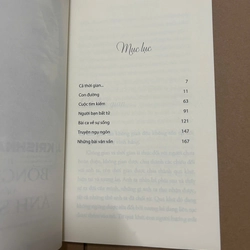 Mục lục
Cả thời gian... 7
Con đường 11
Cuộc tìm kiếm 63
Người bạn bất tử 91
Bài ca về sự sống 121
Truyện ngụ ngôn 143
Những bài văn vần 167